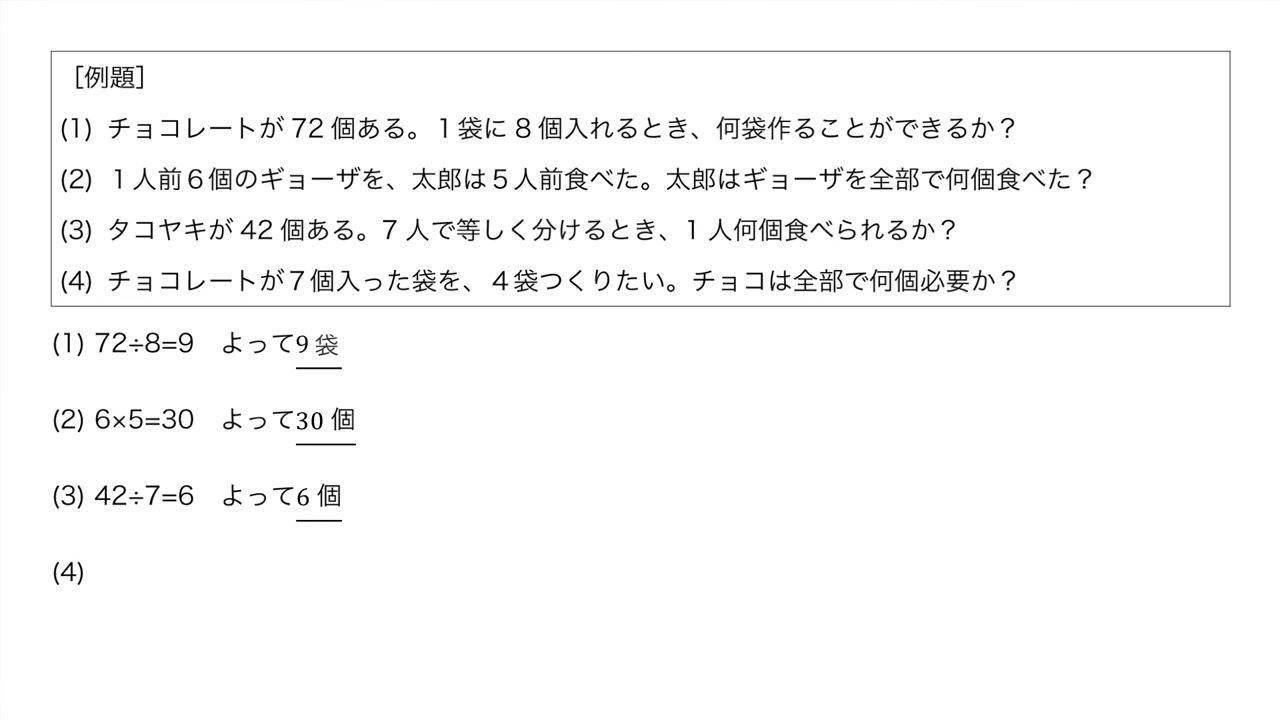 ［例題］
(1) チョコレートが 72 個ある。１袋に 8 個入れるとき、何袋作ることができるか？
(2) １人前６個のギョーザを、太郎は５人前食べた。太郎はギョーザを全部で何個食べた？
(3) タコヤキが 42 個ある。7 人で等しく分けるとき、1 人何個食べられるか？
(4) チョコレートが７個入った袋を、４袋つくりたい。チョコは全部で何個必要か？
(1) 72÷8=9　よって9 袋
(2) 6×5=30　よって30 個
(3) 42÷7=6　よって6 個
(4)